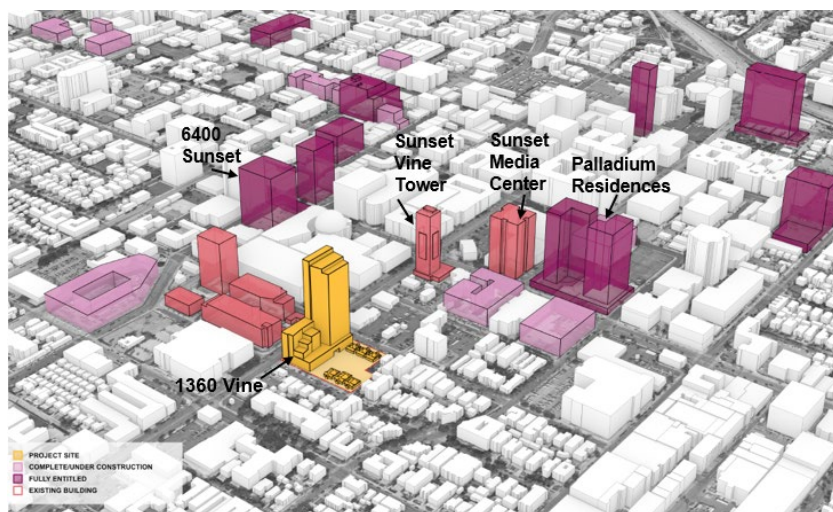 6400
Sunset
Sunset
Vine
Tower
Sunset
Media
Center
Palladium
Residences
1360 Vine
PROJECT SITE
COMPLETE/UNDER CONSTRUCTION
FULLY ENTITLED
EXISTING BUILDING